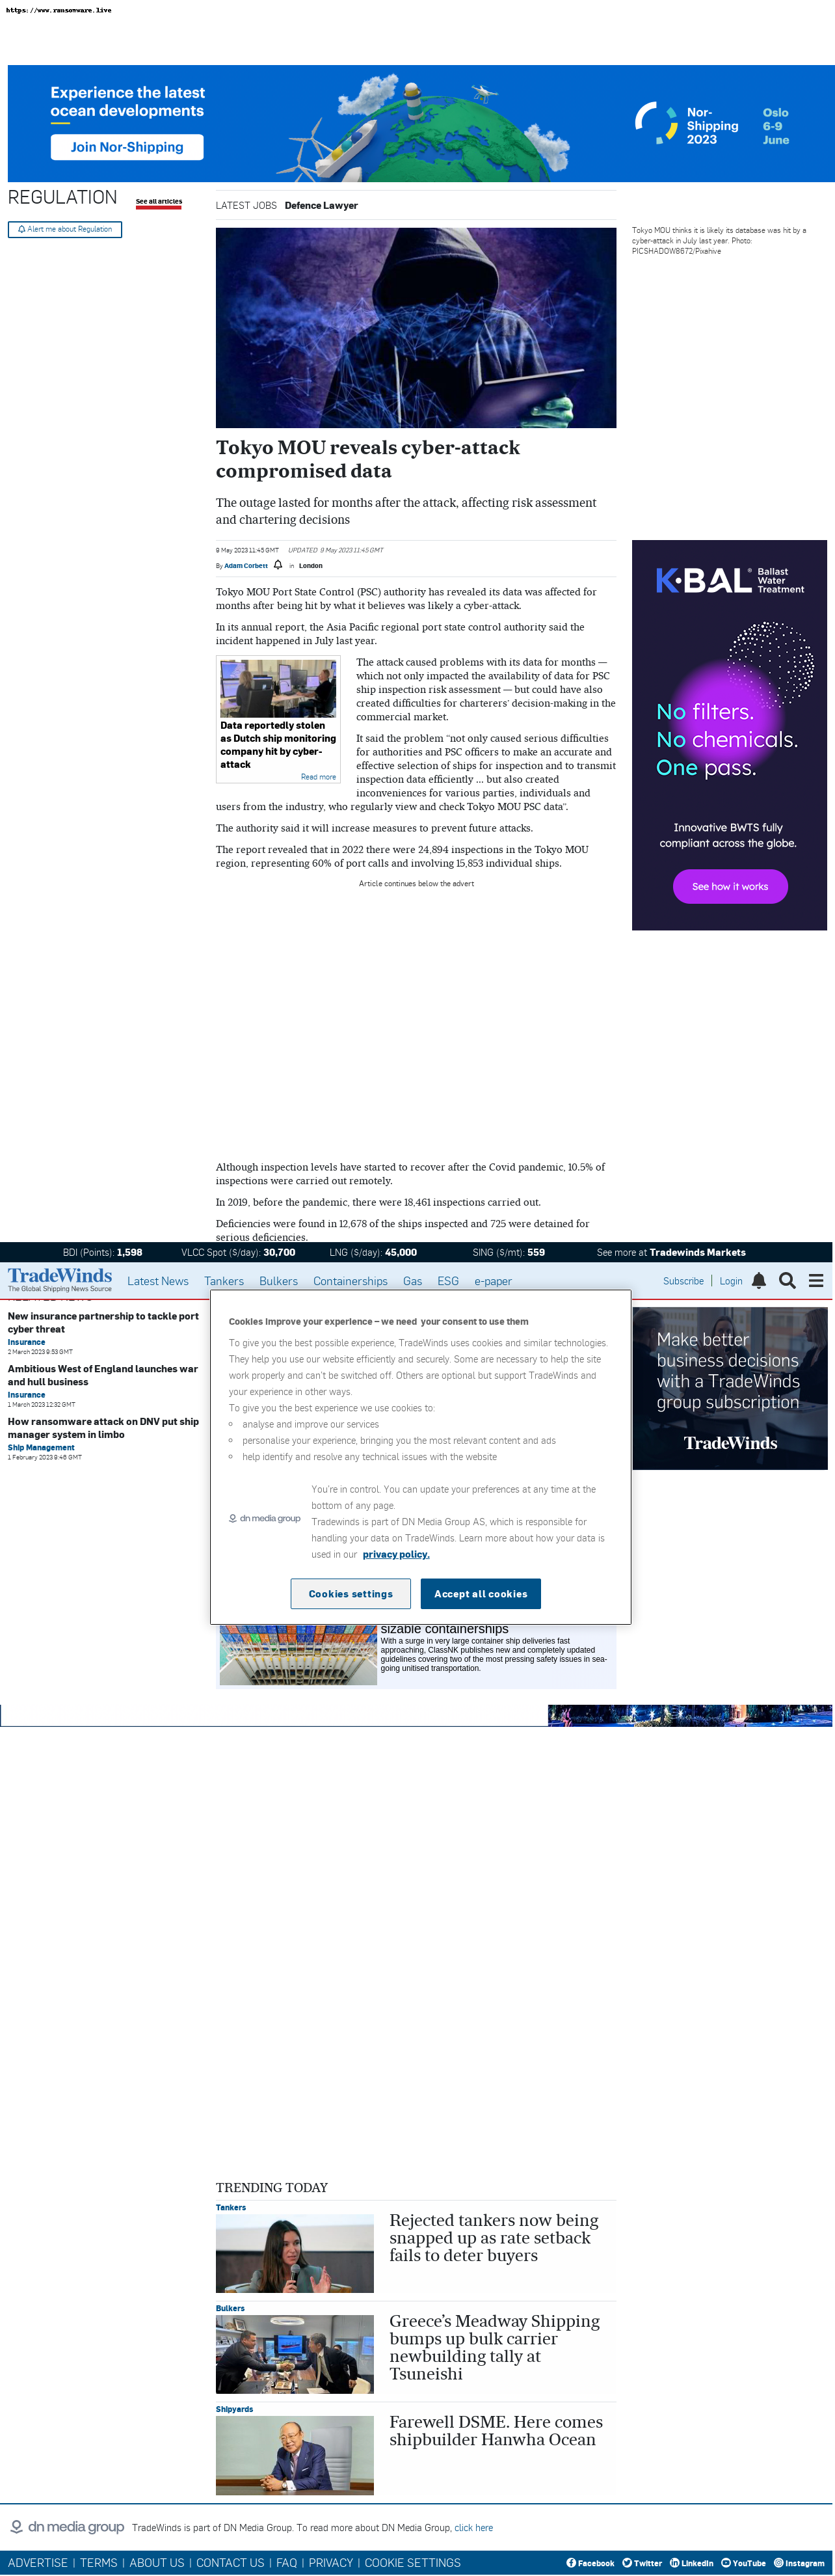 https://www.ransomware.live
Experience the latest
ocean developments
Join Nor-Shipping
Nor-
Shipping
2023
Oslo
6-9
June
REGULATION
See all articles
Alert me about Regulation
LATEST JOBS Defence Lawyer
Tokyo MOU thinks it is likely its database was hit by a
cyber-attack in July last year. Photo:
PICSHADOW8672/Pixahive
Tokyo MOU reveals cyber-attack
compromised data
The outage lasted for months after the attack, affecting risk assessment
and chartering decisions
8 May 2023 11:45 GMT UPDATED 9 May 2023 11:45 GMT
By Adam Corbett in London
Tokyo MOU Port State Control (PSC) authority has revealed its data was affected for
months after being hit by what it believes was likely a cyber-attack.
In its annual report, the Asia Pacific regional port state control authority said the
incident happened in July last year.
Data reportedly stolen
as Dutch ship monitoring
company hit by cyber-
attack
Read more
The attack caused problems with its data for months —
which not only impacted the availability of data for PSC
ship inspection risk assessment — but could have also
created difficulties for charterers' decision-making in the
commercial market.
It said the problem “not only caused serious difficulties
for authorities and PSC officers to make an accurate and
effective selection of ships for inspection and to transmit
inspection data efficiently ... but also created
inconveniences for various parties, individuals and
users from the industry, who regularly view and check Tokyo MOU PSC data“.
The authority said it will increase measures to prevent future attacks.
The report revealed that in 2022 there were 24,894 inspections in the Tokyo MOU
region, representing 60% of port calls and involving 15,853 individual ships.
Article continues below the advert
K·BAL Ballast
Water
Treatment
No filters.
No chemicals.
One pass.
Innovative BWTS fully
compliant across the globe.
See how it works
Although inspection levels have started to recover after the Covid pandemic, 10.5% of
inspections were carried out remotely.
In 2019, before the pandemic, there were 18,461 inspections carried out.
Deficiencies were found in 12,678 of the ships inspected and 725 were detained for
serious deficiencies.
BDI (Points): 1,598 VLCC Spot ($/day): 30,700 LNG ($/day): 45,000 SING ($/mt): 559 See more at Tradewinds Markets
TradeWinds
The Global Shipping News Source
Latest News Tankers Bulkers Containerships Gas ESG e-paper Subscribe Login
New insurance partnership to tackle port
cyber threat
Insurance
2 March 2023 9:53 GMT
Ambitious West of England launches war
and hull business
Insurance
1 March 2023 12:32 GMT
How ransomware attack on DNV put ship
manager system in limbo
Ship Management
1 February 2023 9:46 GMT
Cookies improve your experience – we need your consent to use them
To give you the best possible experience, TradeWinds uses cookies and similar technologies.
They help you use our website efficiently and securely. Some are necessary to help the site
work properly and can't be switched off. Others are optional but support TradeWinds and
your experience in other ways.
To give you the best experience we use cookies to:
analyse and improve our services
personalise your experience, bringing you the most relevant content and ads
help identify and resolve any technical issues with the website
dn media group
You're in control. You can update your preferences at any time at the
bottom of any page.
Tradewinds is part of DN Media Group AS, which is responsible for
handling your data on TradeWinds. Learn more about how your data is
used in our privacy policy.
Cookies settings
Accept all cookies
Make better
business decisions
with a TradeWinds
group subscription
TradeWinds
sizable containerships
With a surge in very large container ship deliveries fast
approaching, ClassNK publishes new and completely updated
guidelines covering two of the most pressing safety issues in sea-
going unitised transportation.
TRENDING TODAY
Tankers
Rejected tankers now being
snapped up as rate setback
fails to deter buyers
Bulkers
Greece's Meadway Shipping
bumps up bulk carrier
newbuilding tally at
Tsuneishi
Shipyards
Farewell DSME. Here comes
shipbuilder Hanwha Ocean
dn media group TradeWinds is part of DN Media Group. To read more about DN Media Group, click here
ADVERTISE | TERMS | ABOUT US | CONTACT US | FAQ | PRIVACY | COOKIE SETTINGS Facebook Twitter LinkedIn YouTube Instagram